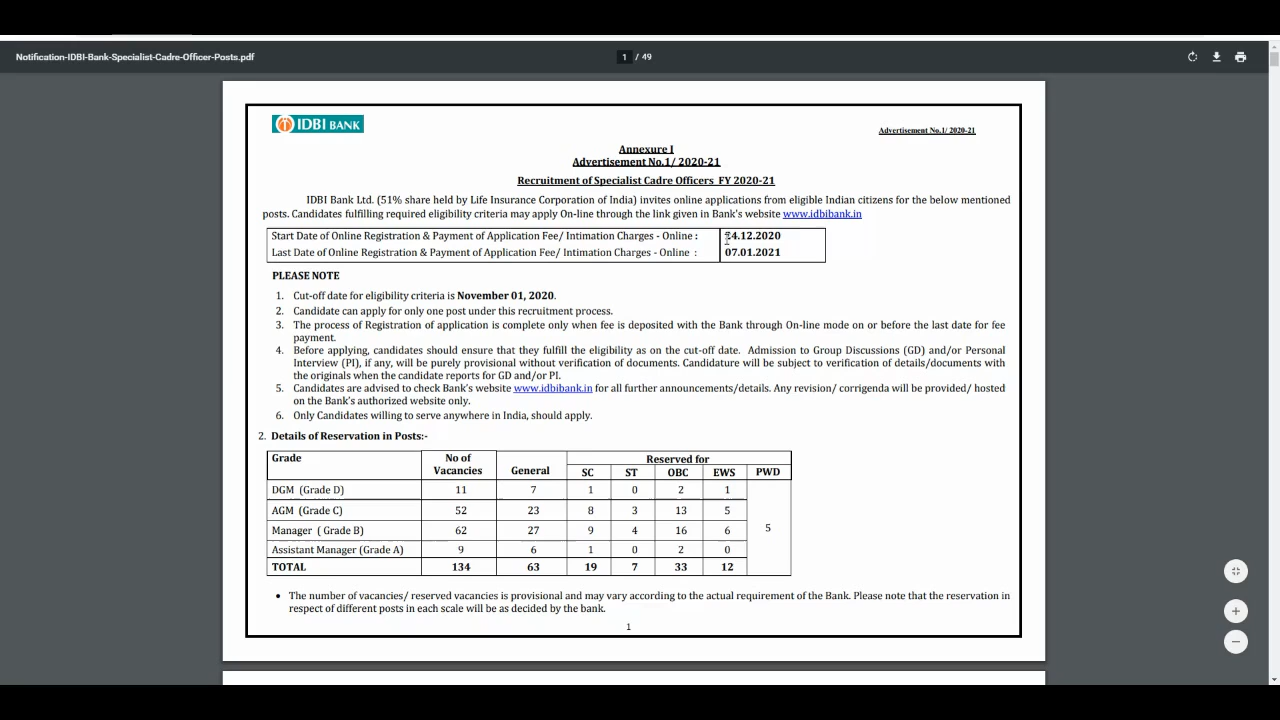 Notification-IDBI-Bank-Specialist-Cadre-Officer-Posts.pdf
1 / 49
IDBI BANK
Advertisement No.1/ 2020-21
Annexure I
Advertisement No.1/ 2020-21
Recruitment of Specialist Cadre Officers FY 2020-21
IDBI Bank Ltd. (51% share held by Life Insurance Corporation of India) invites online applications from eligible Indian citizens for the below mentioned
posts. Candidates fulfilling required eligibility criteria may apply On-line through the link given in Bank's website www.idbibank.in
Start Date of Online Registration & Payment of Application Fee/ Intimation Charges - Online : 24.12.2020
Last Date of Online Registration & Payment of Application Fee/ Intimation Charges - Online : 07.01.2021
PLEASE NOTE
1. Cut-off date for eligibility criteria is November 01, 2020.
2. Candidate can apply for only one post under this recruitment process.
3. The process of Registration of application is complete only when fee is deposited with the Bank through On-line mode on or before the last date for fee
payment.
4. Before applying, candidates should ensure that they fulfill the eligibility as on the cut-off date. Admission to Group Discussions (GD) and/or Personal
Interview (PI), if any, will be purely provisional without verification of documents. Candidature will be subject to verification of details/documents with
the originals when the candidate reports for GD and/or PI.
5. Candidates are advised to check Bank's website www.idbibank.in for all further announcements/details. Any revision/ corrigenda will be provided/ hosted
on the Bank's authorized website only.
6. Only Candidates willing to serve anywhere in India, should apply.
2. Details of Reservation in Posts:-
Grade No of Vacancies General Reserved for
SC ST OBC EWS PWD
DGM (Grade D) 11 7 1 0 2 1
AGM (Grade C) 52 23 8 3 13 5
Manager ( Grade B) 62 27 9 4 16 6 5
Assistant Manager (Grade A) 9 6 1 0 2 0
TOTAL 134 63 19 7 33 12
• The number of vacancies/ reserved vacancies is provisional and may vary according to the actual requirement of the Bank. Please note that the reservation in
respect of different posts in each scale will be as decided by the bank.
1